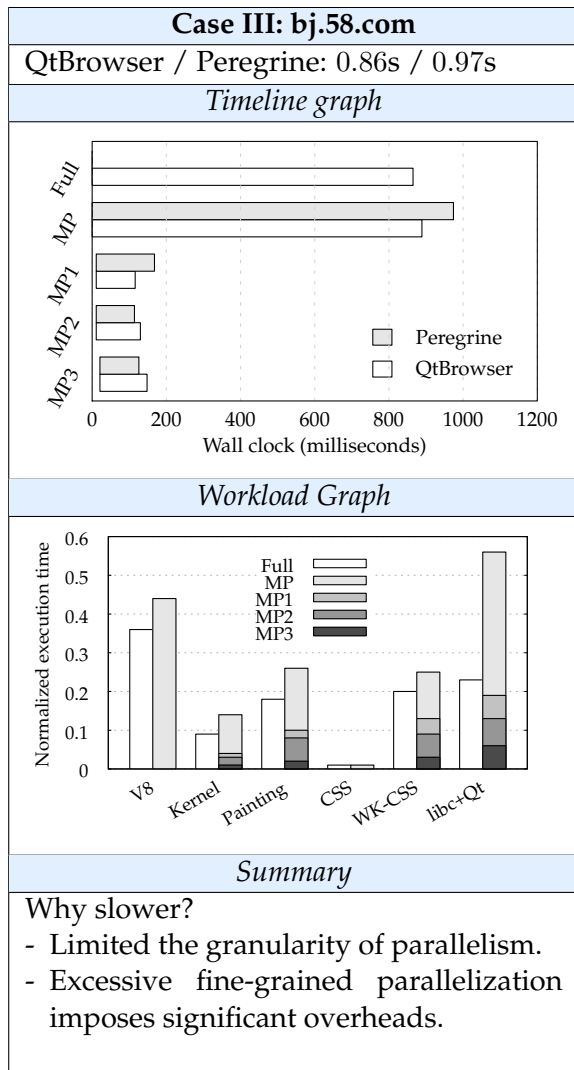 Case III: bj.58.com
QtBrowser / Peregrine: 0.86s / 0.97s
Timeline graph
Full
MP
MP1
MP2
MP3
Peregrine
QtBrowser
0 200 400 600 800 1000 1200
Wall clock (milliseconds)
Workload Graph
Normalized execution time
0.6
0.5
0.4
0.3
0.2
0.1
0
Full
MP
MP1
MP2
MP3
V8 Kernel Painting CSS WK-CSS libc+Qt
Summary
Why slower?
- Limited the granularity of parallelism.
- Excessive fine-grained parallelization
imposes significant overheads.